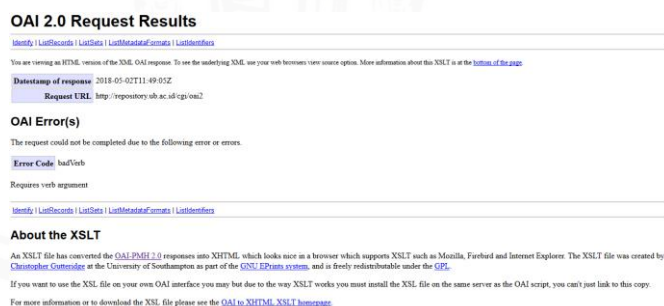 OAI 2.0 Request Results
Identify | ListRecords | ListSets | ListMetadataFormats | ListIdentifiers
You are viewing an HTML version of the XML OAI response. To see the underlying XML use your web browsers view source option. More information about this XSLT is at the bottom of the page.
Datestamp of response 2018-05-02T11:49:05Z
Request URL http://repository.ub.ac.id/cgi/oai2
OAI Error(s)
The request could not be completed due to the following error or errors.
Error Code badVerb
Requires verb argument
Identify | ListRecords | ListSets | ListMetadataFormats | ListIdentifiers
About the XSLT
An XSLT file has converted the OAI-PMH 2.0 responses into XHTML which looks nice in a browser which supports XSLT such as Mozilla, Firebird and Internet Explorer. The XSLT file was created by
Christopher Gutteridge at the University of Southampton as part of the GNU EPrints system, and is freely redistributable under the GPL.
If you want to use the XSL file on your own OAI interface you may but due to the way XSLT works you must install the XSL file on the same server as the OAI script, you can't just link to this copy.
For more information or to download the XSL file please see the OAI to XHTML XSLT homepage.